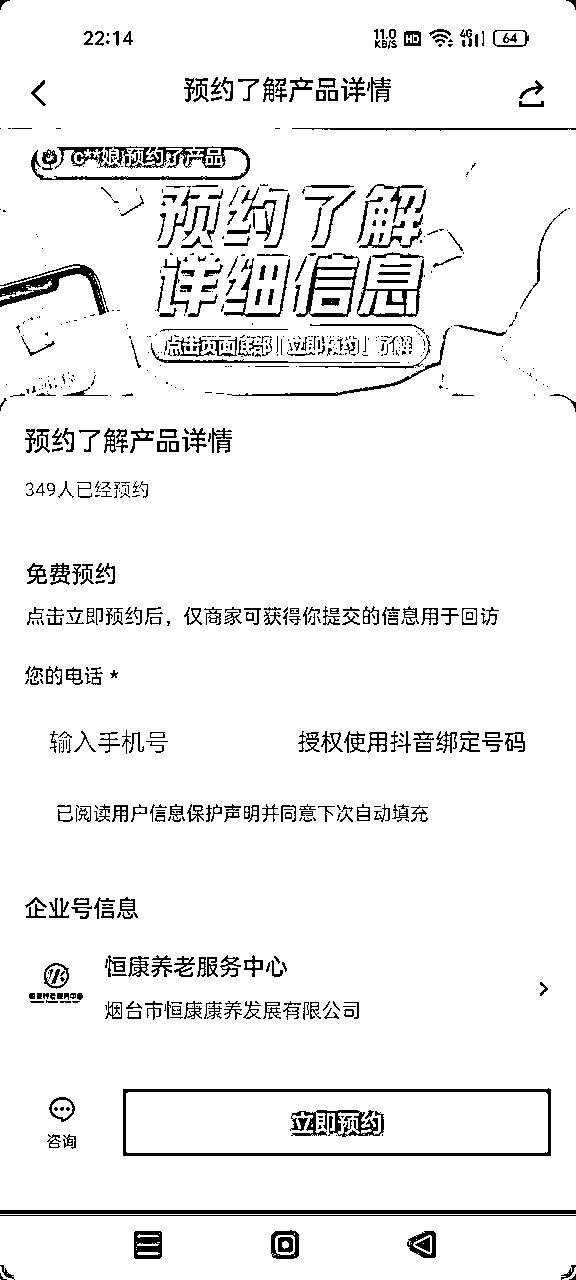 22:14
11.0 KB/S HD 4G 64
预约了解产品详情
C**娘 预约了产品
预约了解
详细信息
点击页面底部「立即预约」了解
预约了解产品详情
349人已经预约
免费预约
点击立即预约后，仅商家可获得你提交的信息用于回访
您的电话 *
输入手机号 授权使用抖音绑定号码
已阅读用户信息保护声明并同意下次自动填充
企业号信息
恒康养老服务中心
烟台市恒康康养发展有限公司
咨询
立即预约